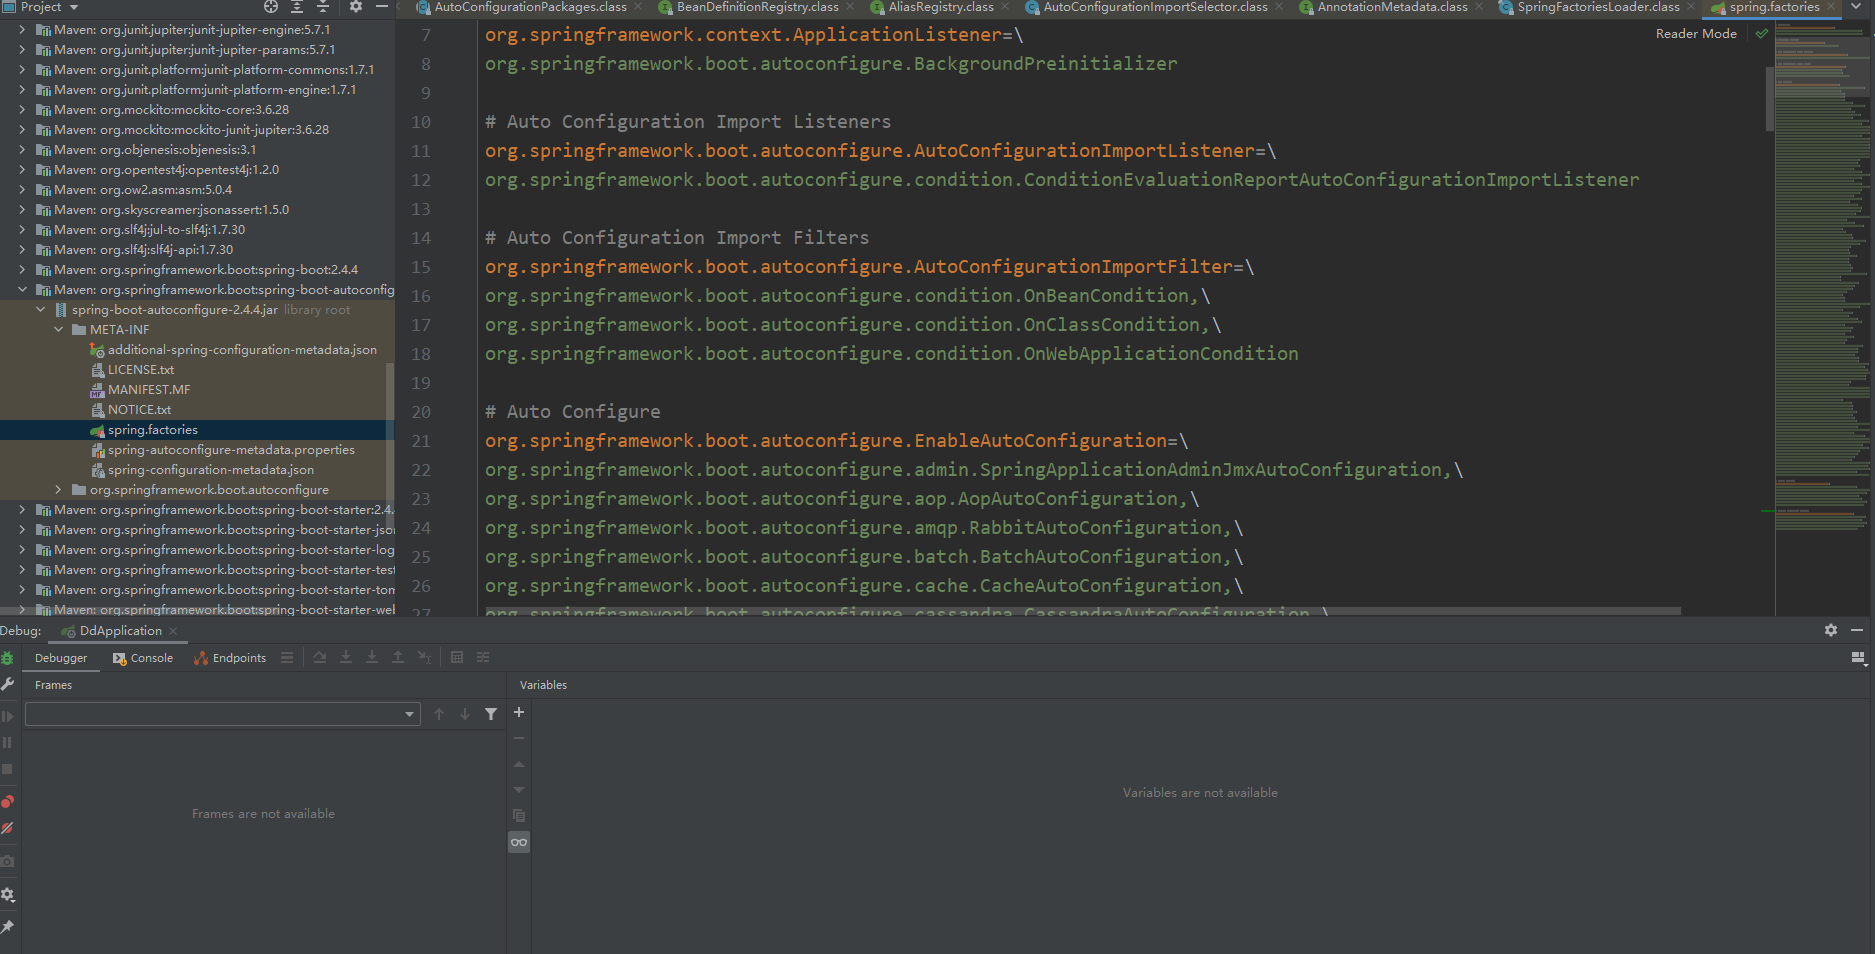 Project
AutoConfigurationPackages.class
BeanDefinitionRegistry.class
AliasRegistry.class
AutoConfigurationImportSelector.class
AnnotationMetadata.class
SpringFactoriesLoader.class
spring.factories
Maven: org.junit.jupiter:junit-jupiter-engine:5.7.1
Maven: org.junit.jupiter:junit-jupiter-params:5.7.1
Maven: org.junit.platform:junit-platform-commons:1.7.1
Maven: org.junit.platform:junit-platform-engine:1.7.1
Maven: org.mockito:mockito-core:3.6.28
Maven: org.mockito:mockito-junit-jupiter:3.6.28
Maven: org.objenesis:objenesis:3.1
Maven: org.opentest4j:opentest4j:1.2.0
Maven: org.ow2.asm:asm:5.0.4
Maven: org.skyscreamer:jsonassert:1.5.0
Maven: org.slf4j:jul-to-slf4j:1.7.30
Maven: org.slf4j:slf4j-api:1.7.30
Maven: org.springframework.boot:spring-boot:2.4.4
Maven: org.springframework.boot:spring-boot-autoconfig
spring-boot-autoconfigure-2.4.4.jar library root
META-INF
additional-spring-configuration-metadata.json
LICENSE.txt
MANIFEST.MF
NOTICE.txt
spring.factories
spring-autoconfigure-metadata.properties
spring-configuration-metadata.json
org.springframework.boot.autoconfigure
Maven: org.springframework.boot:spring-boot-starter:2.4.
Maven: org.springframework.boot:spring-boot-starter-jso
Maven: org.springframework.boot:spring-boot-starter-log
Maven: org.springframework.boot:spring-boot-starter-test
Maven: org.springframework.boot:spring-boot-starter-tom
Maven: org.springframework.boot:spring-boot-starter-wel
Reader Mode
7 org.springframework.context.ApplicationListener=\
8 org.springframework.boot.autoconfigure.BackgroundPreinitializer
9
10 # Auto Configuration Import Listeners
11 org.springframework.boot.autoconfigure.AutoConfigurationImportListener=\
12 org.springframework.boot.autoconfigure.condition.ConditionEvaluationReportAutoConfigurationImportListener
13
14 # Auto Configuration Import Filters
15 org.springframework.boot.autoconfigure.AutoConfigurationImportFilter=\
16 org.springframework.boot.autoconfigure.condition.OnBeanCondition,\
17 org.springframework.boot.autoconfigure.condition.OnClassCondition,\
18 org.springframework.boot.autoconfigure.condition.OnWebApplicationCondition
19
20 # Auto Configure
21 org.springframework.boot.autoconfigure.EnableAutoConfiguration=\
22 org.springframework.boot.autoconfigure.admin.SpringApplicationAdminJmxAutoConfiguration,\
23 org.springframework.boot.autoconfigure.aop.AopAutoConfiguration,\
24 org.springframework.boot.autoconfigure.amqp.RabbitAutoConfiguration,\
25 org.springframework.boot.autoconfigure.batch.BatchAutoConfiguration,\
26 org.springframework.boot.autoconfigure.cache.CacheAutoConfiguration,\
27 org.springframework.boot.autoconfigure.cassandra.CassandraAutoConfiguration,\
Debug: DdApplication
Debugger Console Endpoints
Frames
Variables
Frames are not available
Variables are not available